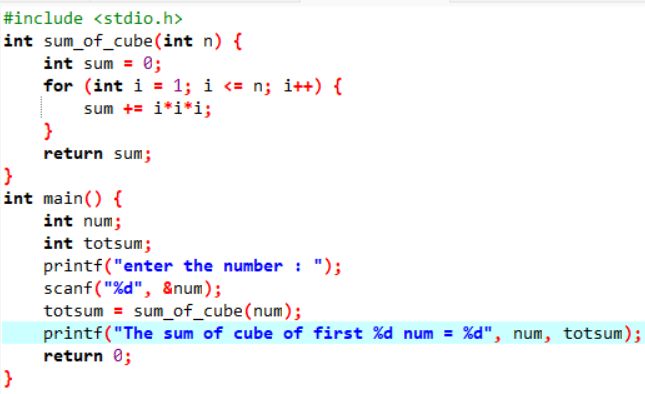 #include <stdio.h>
int sum_of_cube(int n) {
    int sum = 0;
    for (int i = 1; i <= n; i++) {
        sum += i*i*i;
    }
    return sum;
}
int main() {
    int num;
    int totsum;
    printf("enter the number : ");
    scanf("%d", &num);
    totsum = sum_of_cube(num);
    printf("The sum of cube of first %d num = %d", num, totsum);
    return 0;
}